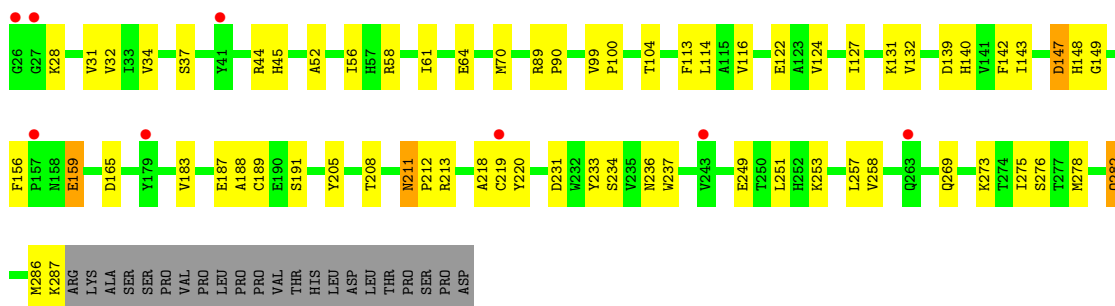 G26 G27 K28 V31 V32 I33 V34 S37 Y41 R44 H45 A52 I56 H57 R58 I61 E64 M70 R89 P90 V99 P100 T104 F113 L114 A115 V116 E122 A123 V124 I127 K131 V132 D139 H140 V141 F142 I143 D147 H148 G149
F156 P157 N158 E159 D165 Y179 V183 E187 A188 C189 E190 S191 Y205 T208 N211 P212 R213 A218 C219 Y220 D231 W232 Y233 S234 V235 N236 W237 V243 E249 T250 L251 H252 K253 L257 V258 Q263 Q269 K273 T274 I275 S276 T277 M278
M286 K287 ARG LYS ALA SER SER PRO VAL PRO LEU PRO PRO PRO VAL THR HIS LEU ASP LEU THR PRO SER PRO ASP